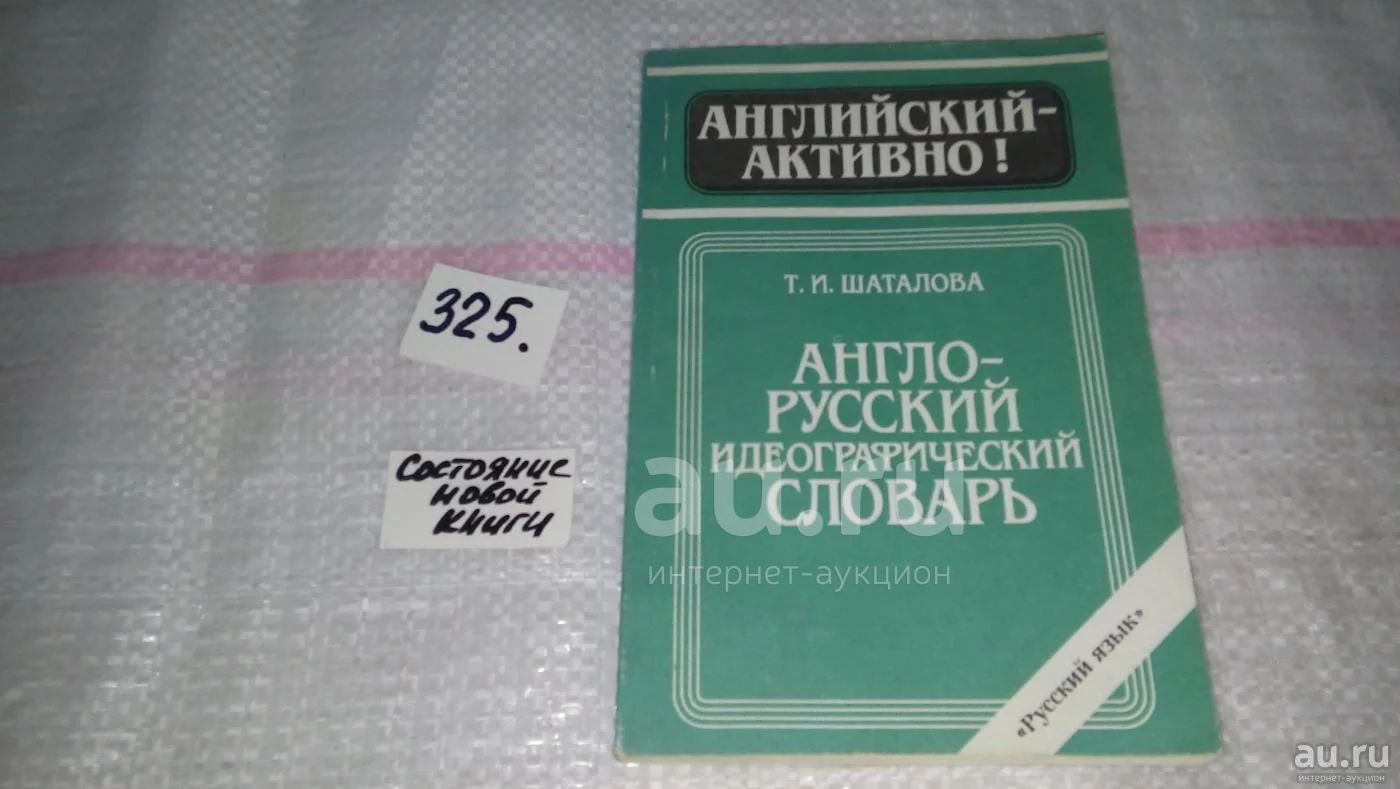 АНГЛИЙСКИЙ-
АКТИВНО!
Т. И. ШАТАЛОВА
АНГЛО-
РУССКИЙ
ИДЕОГРАФИЧЕСКИЙ
СЛОВАРЬ
«Русский язык»
325.
Состояние
новой
книги
au.ru
интернет-аукцион
au.ru
интернет-аукцион